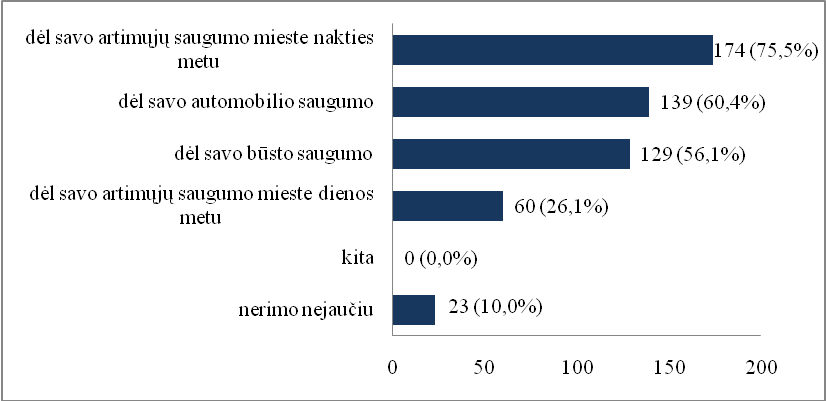 dėl savo artimųjų saugumo mieste nakties
metu
174 (75,5%)
dėl savo automobilio saugumo
139 (60,4%)
dėl savo būsto saugumo
129 (56,1%)
dėl savo artimųjų saugumo mieste dienos
metu
60 (26,1%)
kita
0 (0,0%)
nerimo nejaučiu
23 (10,0%)
0 50 100 150 200